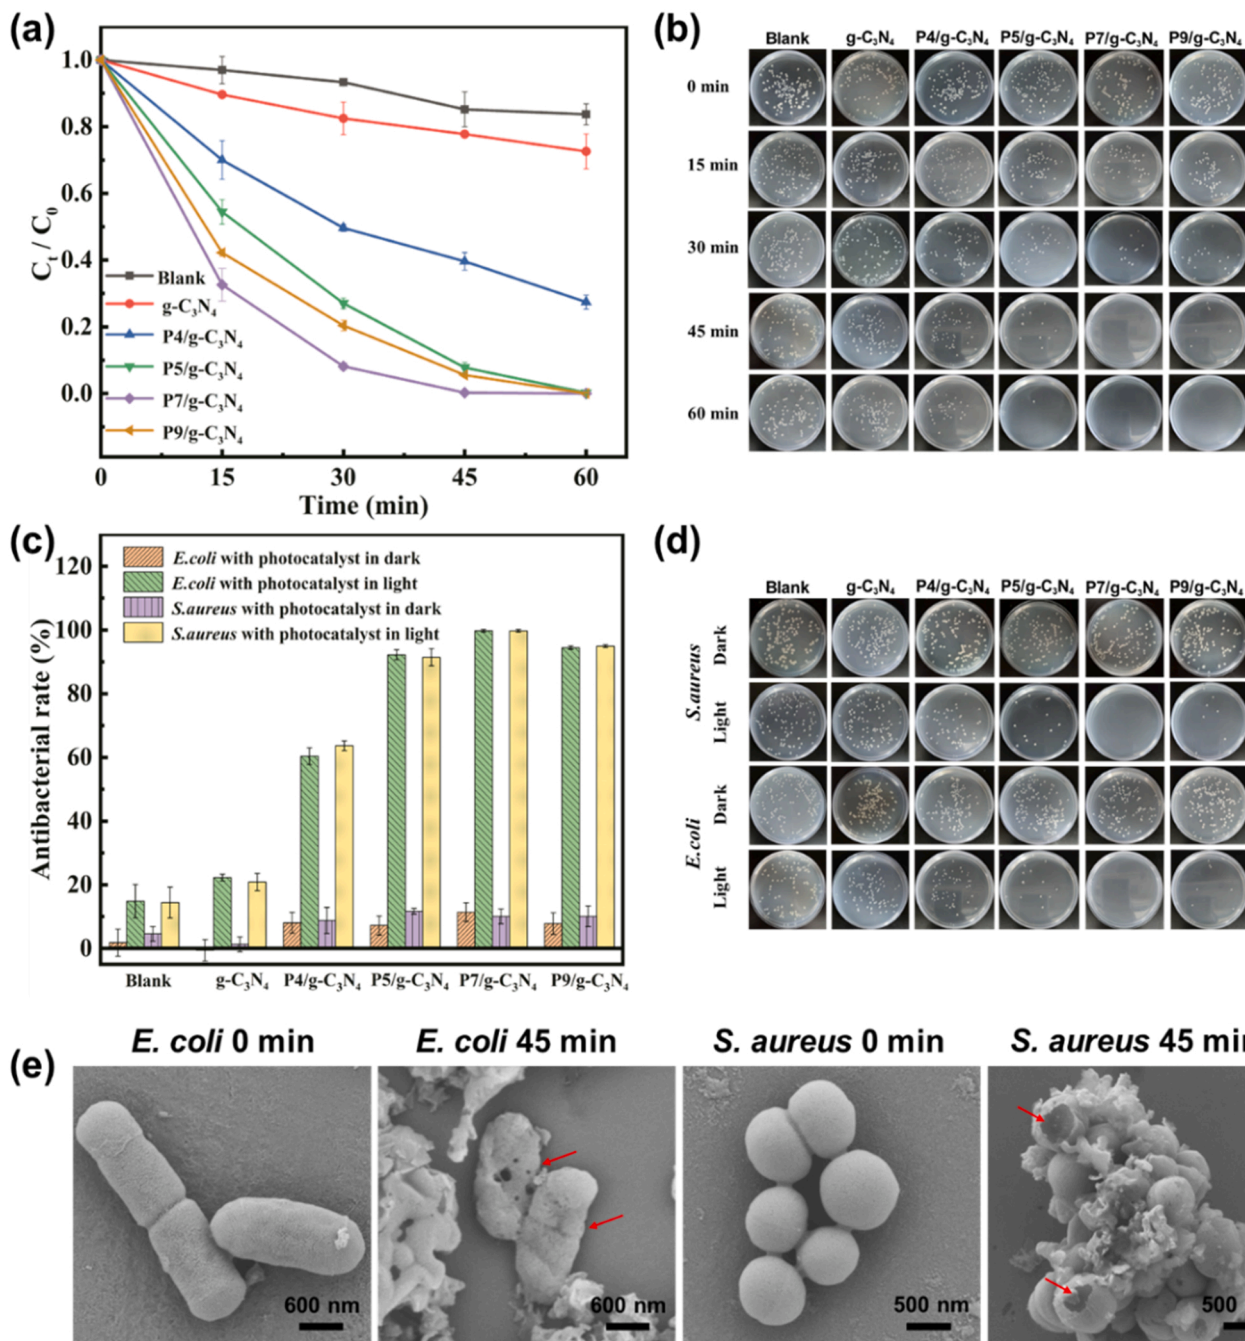 (a)
1.0
0.8
0.6
0.4
0.2
0.0
Cₜ / C₀
Blank
g-C₃N₄
P4/g-C₃N₄
P5/g-C₃N₄
P7/g-C₃N₄
P9/g-C₃N₄
0 15 30 45 60
Time (min)
(b)
Blank g-C₃N₄ P4/g-C₃N₄ P5/g-C₃N₄ P7/g-C₃N₄ P9/g-C₃N₄
0 min
15 min
30 min
45 min
60 min
(c)
120
100
80
60
40
20
0
Antibacterial rate (%)
E.coli with photocatalyst in dark
E.coli with photocatalyst in light
S.aureus with photocatalyst in dark
S.aureus with photocatalyst in light
Blank g-C₃N₄ P4/g-C₃N₄ P5/g-C₃N₄ P7/g-C₃N₄ P9/g-C₃N₄
(d)
Blank g-C₃N₄ P4/g-C₃N₄ P5/g-C₃N₄ P7/g-C₃N₄ P9/g-C₃N₄
S.aureus
Dark
Light
E.coli
Dark
Light
(e)
E. coli 0 min E. coli 45 min S. aureus 0 min S. aureus 45 mi
600 nm 600 nm 500 nm 500